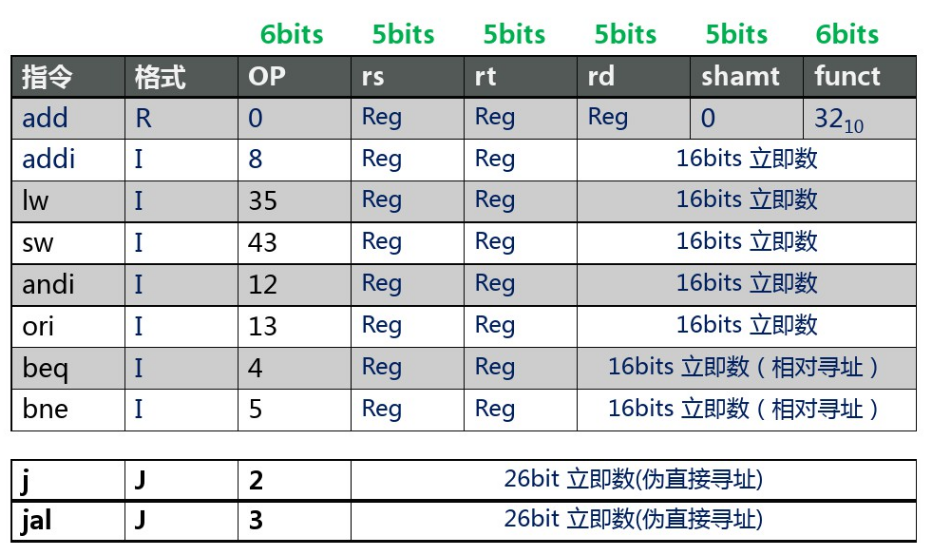 6bits 5bits 5bits 5bits 5bits 6bits
指令 格式 OP rs rt rd shamt funct
add R 0 Reg Reg Reg 0 32₁₀
addi I 8 Reg Reg 16bits 立即数
lw I 35 Reg Reg 16bits 立即数
sw I 43 Reg Reg 16bits 立即数
andi I 12 Reg Reg 16bits 立即数
ori I 13 Reg Reg 16bits 立即数
beq I 4 Reg Reg 16bits 立即数（相对寻址）
bne I 5 Reg Reg 16bits 立即数（相对寻址）
j J 2 26bit 立即数(伪直接寻址)
jal J 3 26bit 立即数(伪直接寻址)